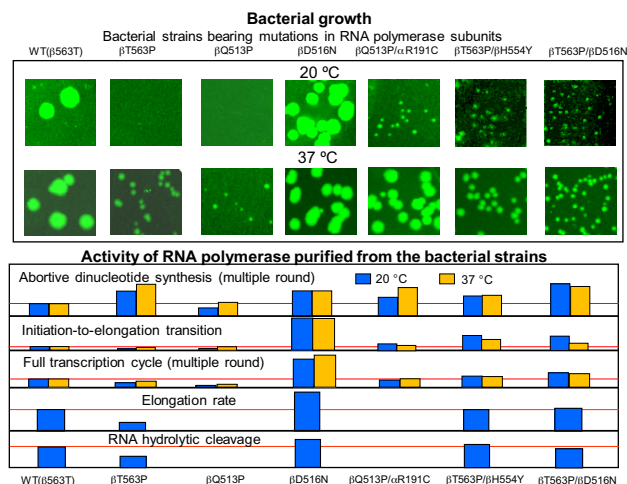 Bacterial growth
Bacterial strains bearing mutations in RNA polymerase subunits
WT(β563T) βT563P βQ513P βD516N βQ513P/αR191C βT563P/βH554Y βT563P/βD516N
20 ºC
37 ºC
Activity of RNA polymerase purified from the bacterial strains
Abortive dinucleotide synthesis (multiple round) 20 °C 37 °C
Initiation-to-elongation transition
Full transcription cycle (multiple round)
Elongation rate
RNA hydrolytic cleavage
WT(β563T) βT563P βQ513P βD516N βQ513P/αR191C βT563P/βH554Y βT563P/βD516N